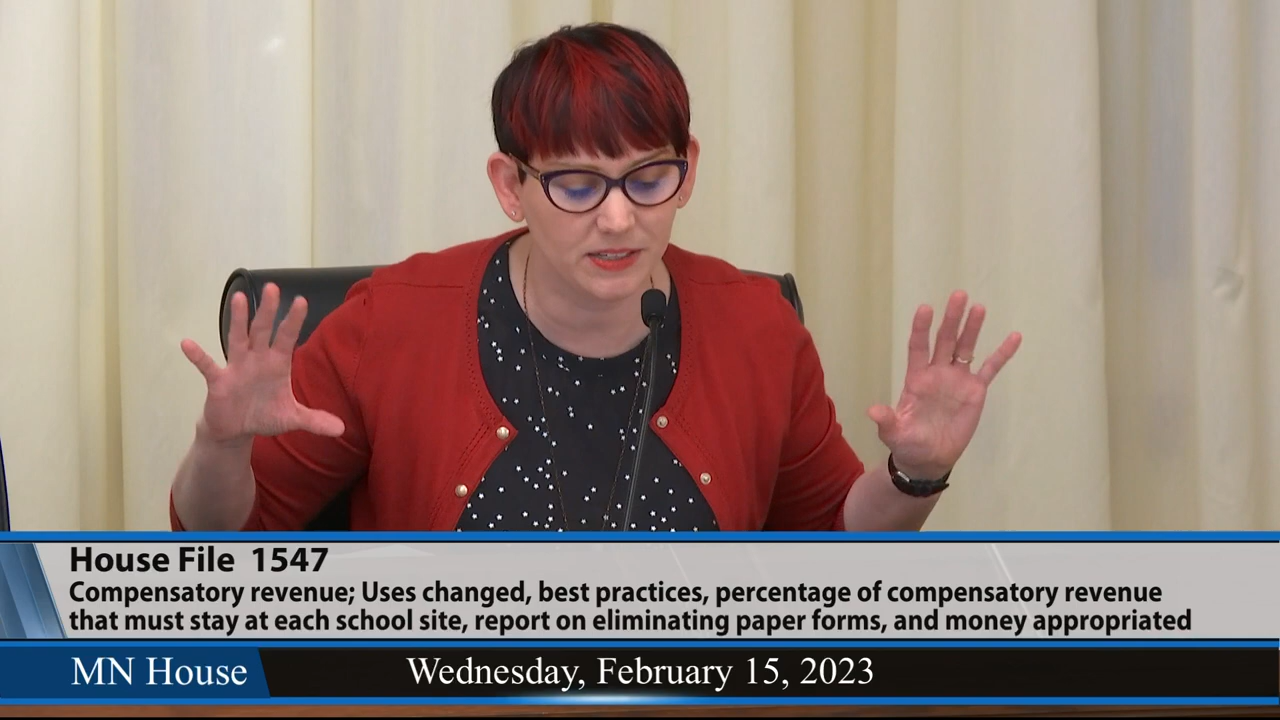 House File 1547
Compensatory revenue; Uses changed, best practices, percentage of compensatory revenue
that must stay at each school site, report on eliminating paper forms, and money appropriated
MN House
Wednesday, February 15, 2023